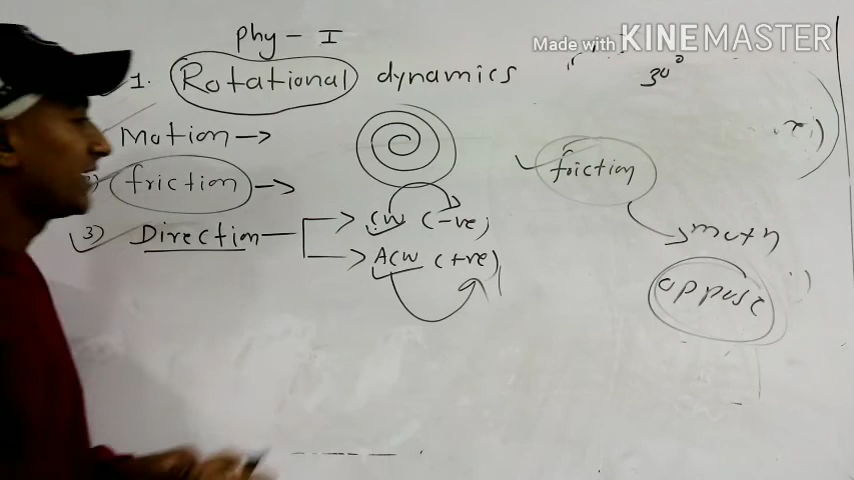 phy - I
Made with KINEMASTER
1. Rotational dynamics
30°
Motion →
2) friction →
friction
3) Direction → CW (-ve)
→ ACW (+ve)
oppose